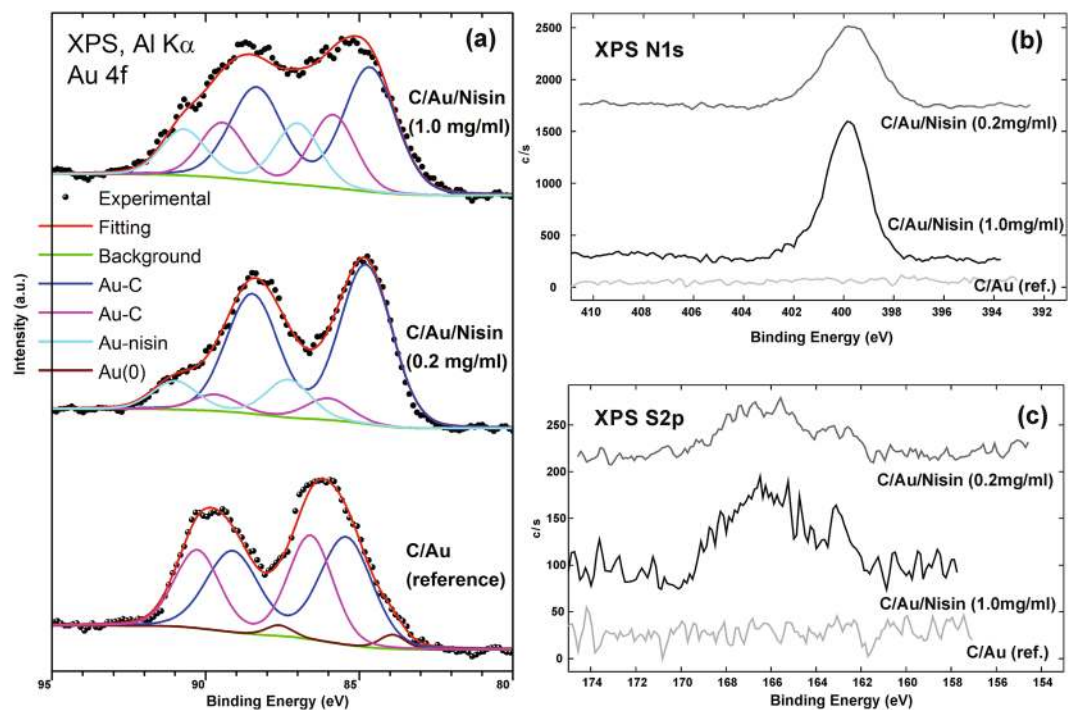 XPS, Al Kα
Au 4f
(a)
C/Au/Nisin
(1.0 mg/ml)
Experimental
Fitting
Background
Au-C
Au-C
Au-nisin
Au(0)
C/Au/Nisin
(0.2 mg/ml)
C/Au
(reference)
Intensity (a.u.)
95 90 85 80
Binding Energy (eV)
XPS N1s
(b)
2500
2000
1500
1000
500
0
c/s
C/Au/Nisin (0.2mg/ml)
C/Au/Nisin (1.0mg/ml)
C/Au (ref.)
410 408 406 404 402 400 398 396 394 392
Binding Energy (eV)
XPS S2p
(c)
250
200
150
100
50
0
c/s
C/Au/Nisin (0.2mg/ml)
C/Au/Nisin (1.0mg/ml)
C/Au (ref.)
174 172 170 168 166 164 162 160 158 156 154
Binding Energy (eV)